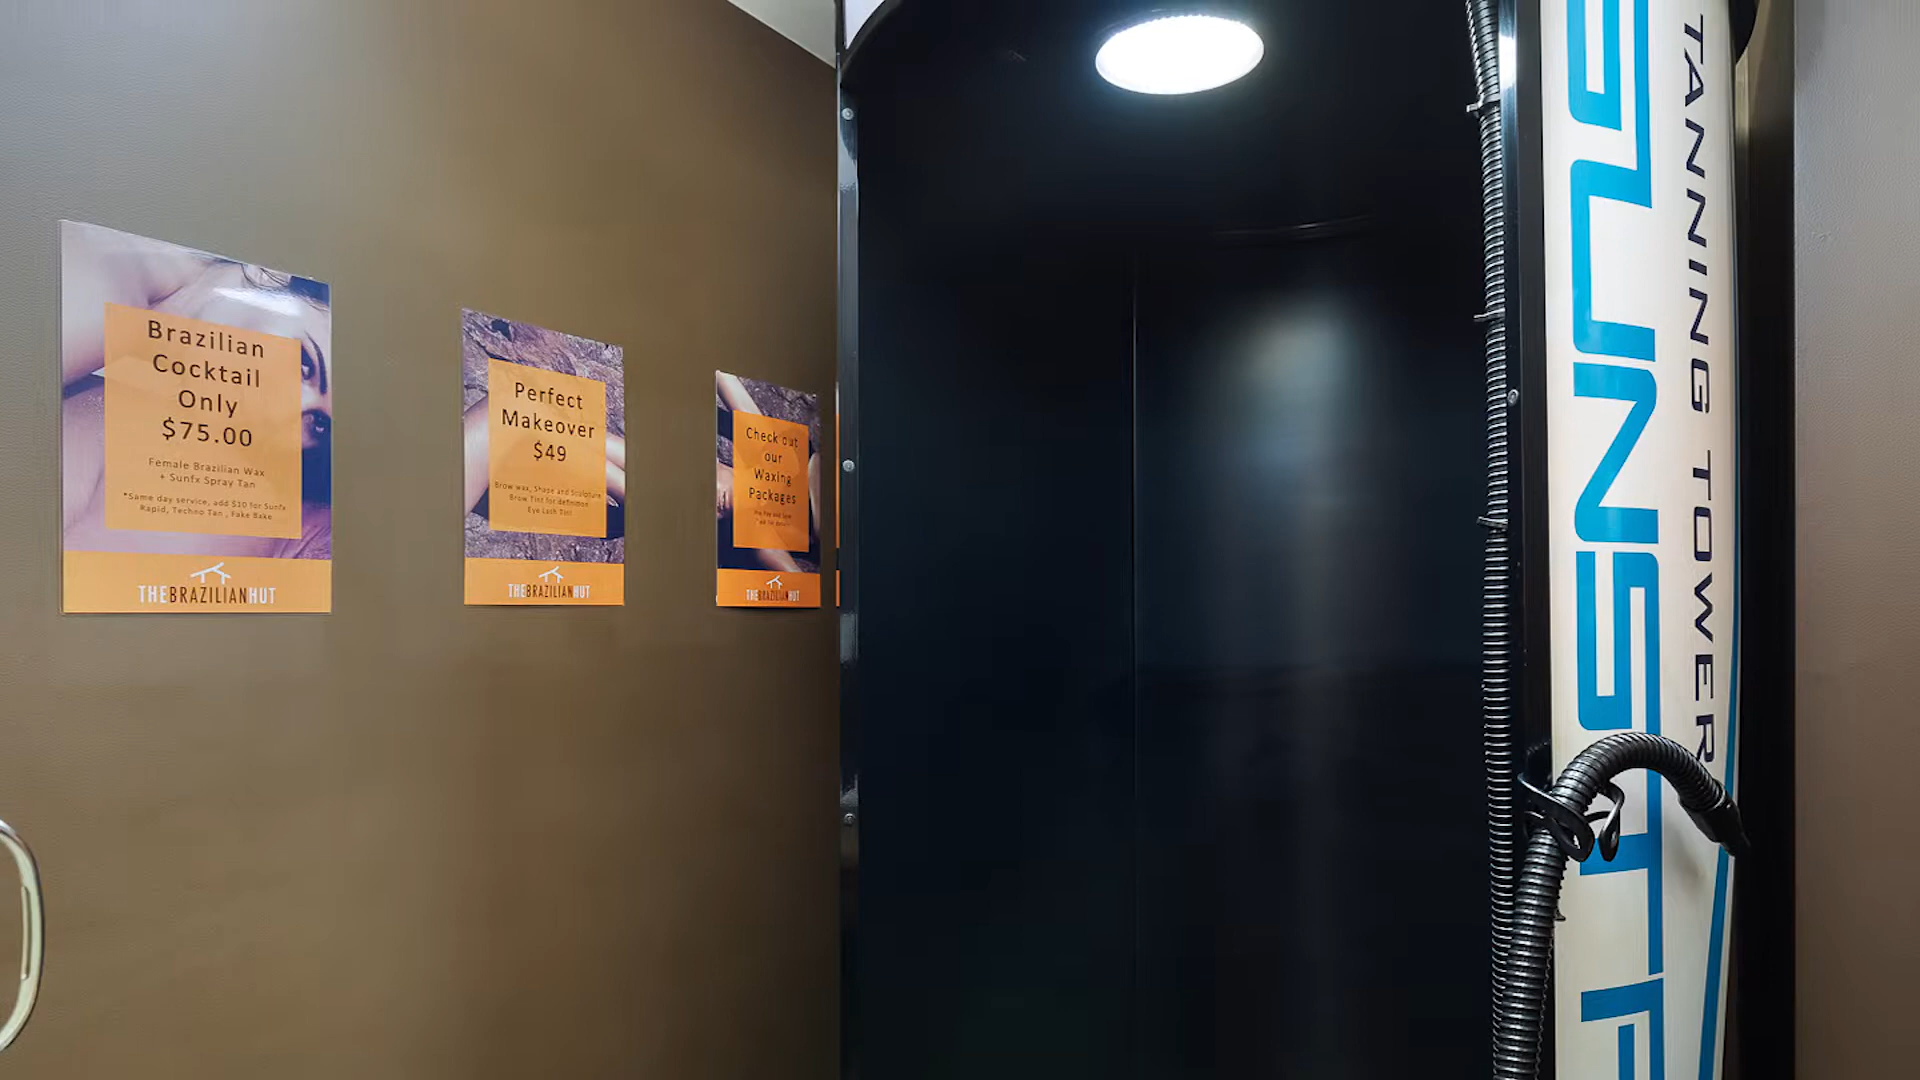 Brazilian
Cocktail
Only
$75.00
Female Brazilian Wax
+ Sunfx Spray Tan
*Same day service, add $10 for Sunfx
Rapid, Techno Tan , Fake Bake
THEBRAZILIANHUT
Perfect
Makeover
$49
Brow wax, Shape and Sculpture
Brow Tint for definition
Eye Lash Tint
THEBRAZILIANHUT
Check out
our
Waxing
Packages
THEBRAZILIANHUT
TANNING TOWER